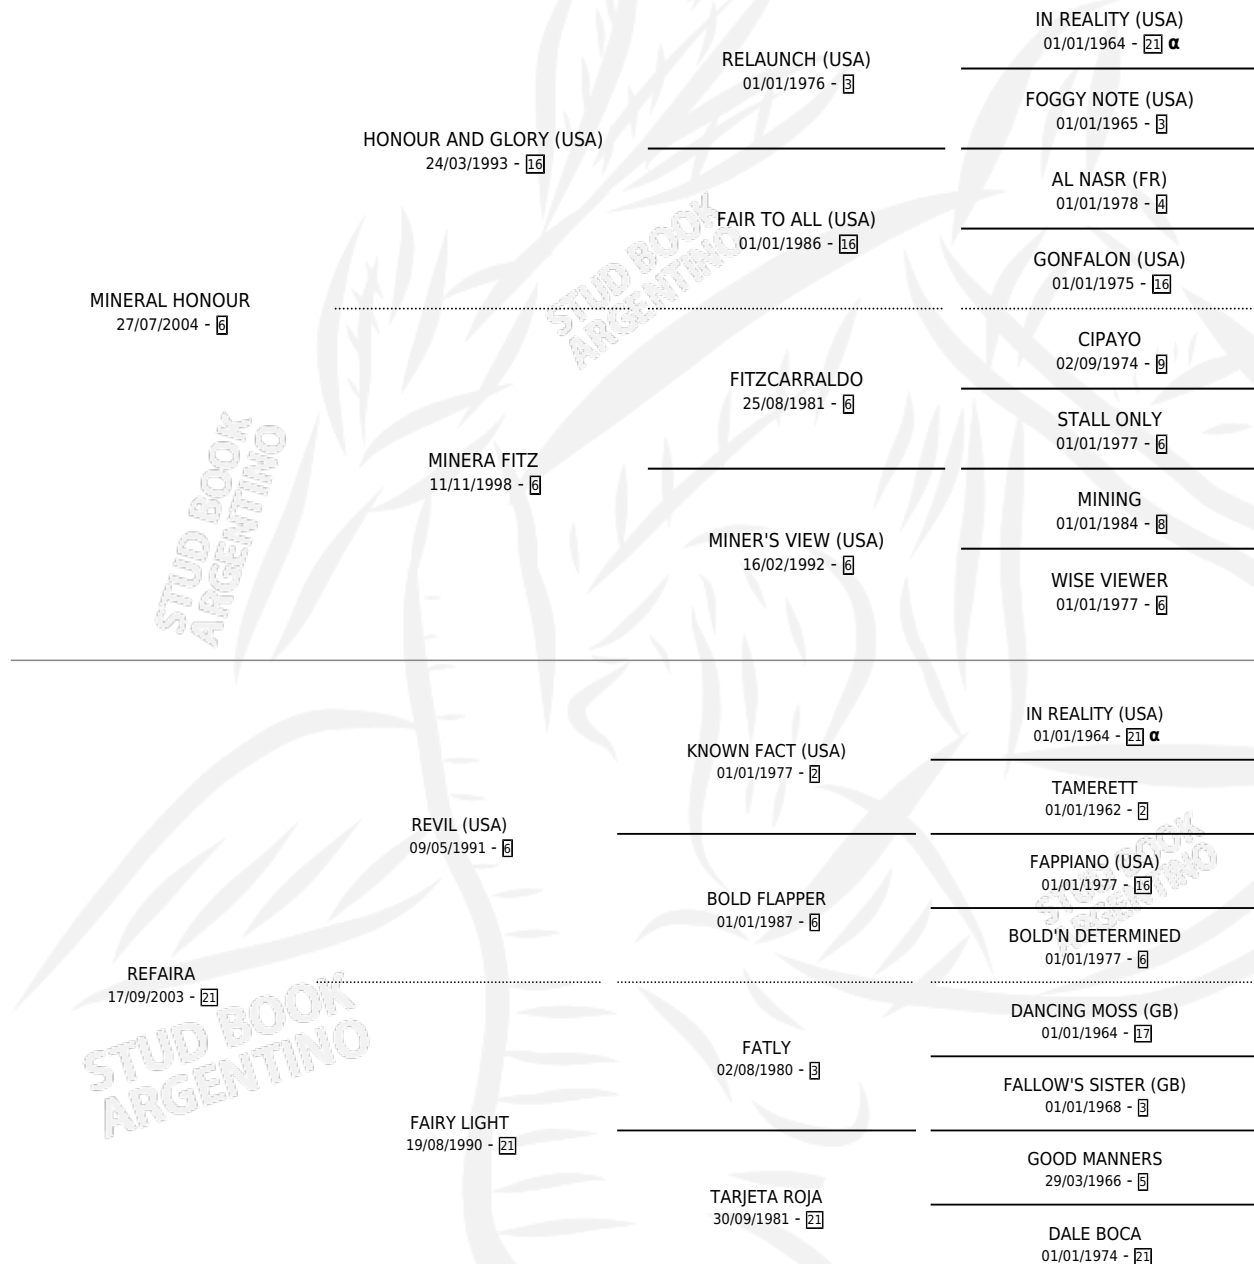 IN REALITY (USA)
01/01/1964 - 21 α
RELAUNCH (USA)
01/01/1976 - 3
FOGGY NOTE (USA)
01/01/1965 - 3
HONOUR AND GLORY (USA)
24/03/1993 - 16
AL NASR (FR)
01/01/1978 - 4
FAIR TO ALL (USA)
01/01/1986 - 16
GONFALON (USA)
01/01/1975 - 16
STUD BOOK
ARGENTINO
MINERAL HONOUR
27/07/2004 - 6
CIPAYO
02/09/1974 - 9
FITZCARRALDO
25/08/1981 - 6
STALL ONLY
01/01/1977 - 6
MINERA FITZ
11/11/1998 - 6
MINING
01/01/1984 - 8
MINER'S VIEW (USA)
16/02/1992 - 6
WISE VIEWER
01/01/1977 - 6
STUD BOOK
ARGENTINO
IN REALITY (USA)
01/01/1964 - 21 α
KNOWN FACT (USA)
01/01/1977 - 2
TAMERETT
01/01/1962 - 2
REVIL (USA)
09/05/1991 - 6
FAPPIANO (USA)
01/01/1977 - 16
BOLD FLAPPER
01/01/1987 - 6
BOLD'N DETERMINED
01/01/1977 - 6
STUD BOOK
ARGENTINO
REFAIRA
17/09/2003 - 21
DANCING MOSS (GB)
01/01/1964 - 17
FATLY
02/08/1980 - 3
FALLOW'S SISTER (GB)
01/01/1968 - 3
STUD BOOK
ARGENTINO
FAIRY LIGHT
19/08/1990 - 21
GOOD MANNERS
29/03/1966 - 5
TARJETA ROJA
30/09/1981 - 21
DALE BOCA
01/01/1974 - 21